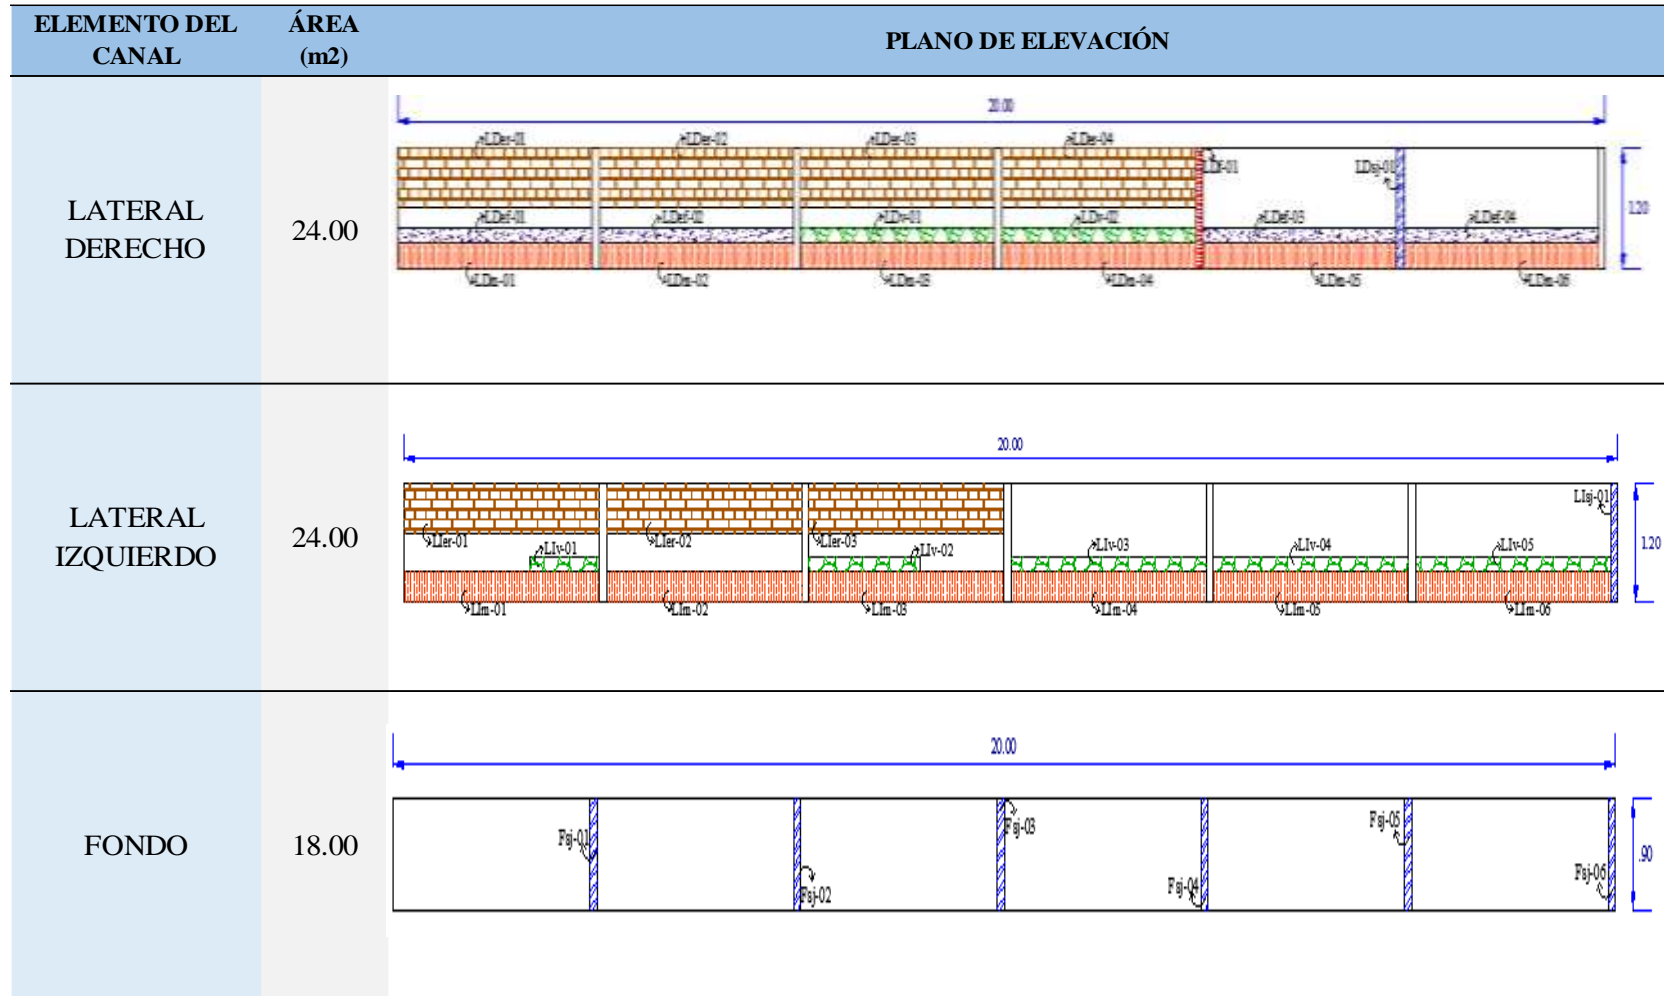 ELEMENTO DEL CANAL
ÁREA (m2)
PLANO DE ELEVACIÓN
LATERAL DERECHO
24.00
20.00
LDer-01 LDer-02 LDer-03 LDer-04
LDf-01 LDsj-01
1.20
LDef-01 LDef-02 LDv-01 LDv-02 LDef-03 LDef-04
LDm-01 LDm-02 LDm-03 LDm-04 LDm-05 LDm-06
LATERAL IZQUIERDO
24.00
20.00
LIsj-01
1.20
LIer-01 LIv-01 LIer-02 LIer-03 LIv-02 LIv-03 LIv-04 LIv-05
LIm-01 LIm-02 LIm-03 LIm-04 LIm-05 LIm-06
FONDO
18.00
20.00
Fsj-01 Fsj-02 Fsj-03 Fsj-04 Fsj-05 Fsj-06
.90